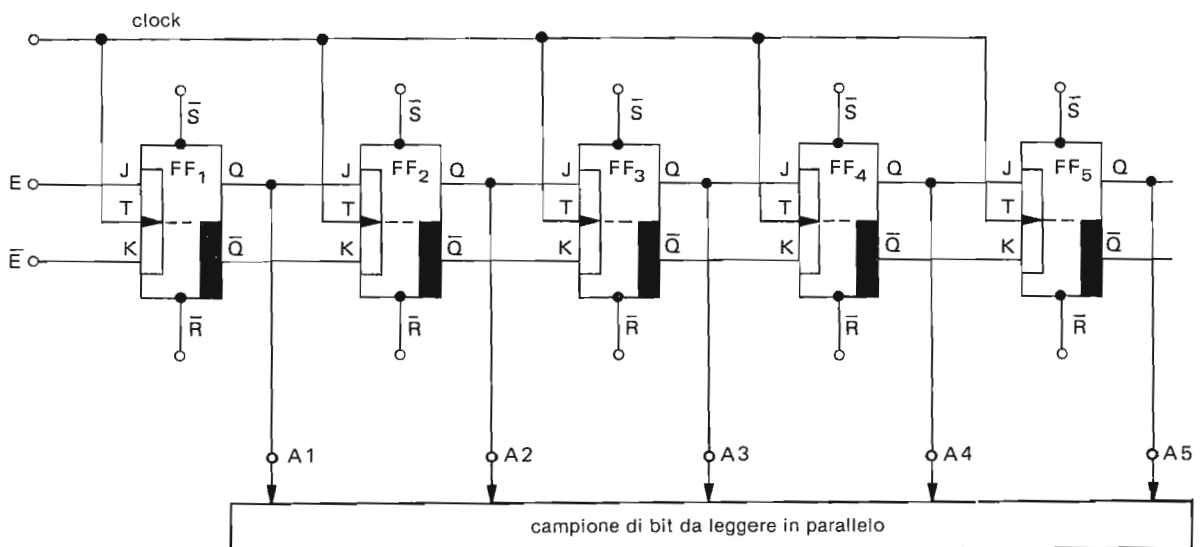 clock
S̅ S̅ S̅ S̅ S̅
J FF₁ Q J FF₂ Q J FF₃ Q J FF₄ Q J FF₅ Q
E
T T T T T
E̅ K Q̅ K Q̅ K Q̅ K Q̅ K Q̅
R̅ R̅ R̅ R̅ R̅
A1 A2 A3 A4 A5
campione di bit da leggere in parallelo